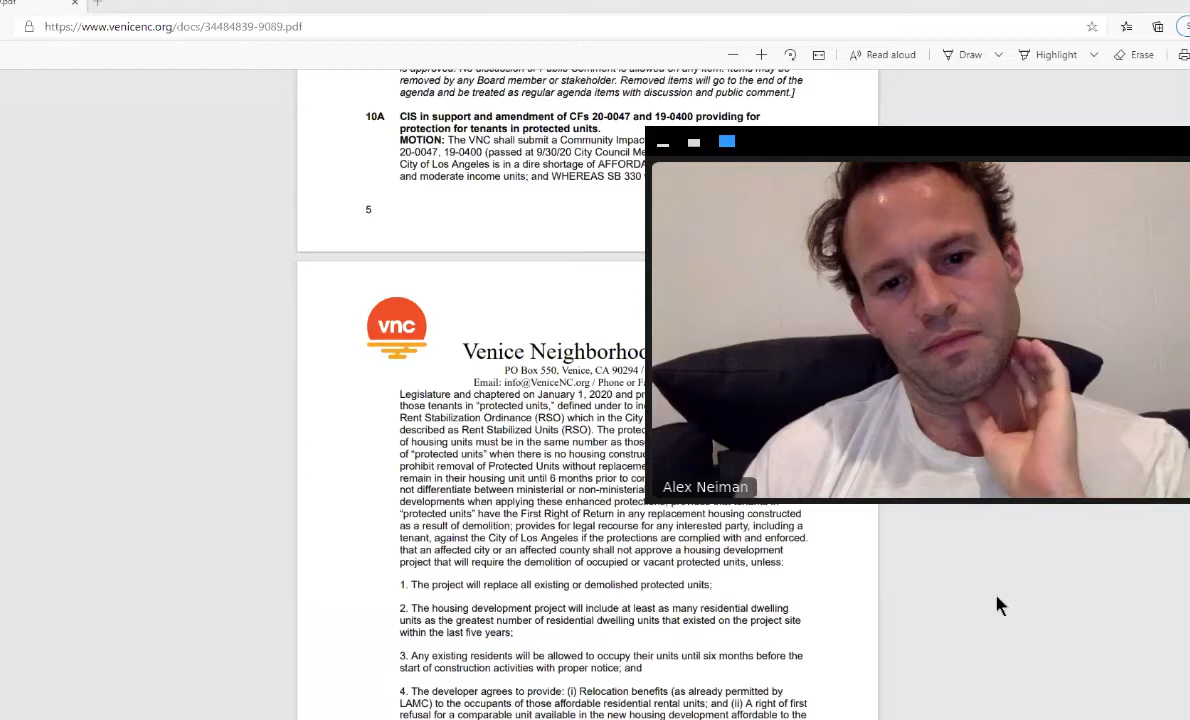 .pdf
https://www.venicenc.org/docs/34484839-9089.pdf
Read aloud
Draw
Highlight
Erase
is approved. No discussion or Public Comment is allowed on any item. Items may be
removed by any Board member or stakeholder. Removed items will go to the end of the
agenda and be treated as regular agenda items with discussion and public comment.]
10A CIS in support and amendment of CFs 20-0047 and 19-0400 providing for
protection for tenants in protected units.
MOTION: The VNC shall submit a Community Impac
20-0047, 19-0400 (passed at 9/30/20 City Council Me
City of Los Angeles is in a dire shortage of AFFORDA
and moderate income units; and WHEREAS SB 330
5
vnc
Venice Neighborhoo
PO Box 550, Venice, CA 90294 /
Email: info@VeniceNC.org / Phone or Fa
Legislature and chaptered on January 1, 2020 and pr
those tenants in “protected units,” defined under to in
Rent Stabilization Ordinance (RSO) which in the City
described as Rent Stabilized Units (RSO). The protec
of housing units must be in the same number as thos
of “protected units” when there is no housing construc
prohibit removal of Protected Units without replaceme
remain in their housing unit until 6 months prior to con
not differentiate between ministerial or non-ministeria
developments when applying these enhanced
“protected units” have the First Right of Return in any replacement housing constructed
as a result of demolition; provides for legal recourse for any interested party, including a
tenant, against the City of Los Angeles if the protections are complied with and enforced.
that an affected city or an affected county shall not approve a housing development
project that will require the demolition of occupied or vacant protected units, unless:
1. The project will replace all existing or demolished protected units;
2. The housing development project will include at least as many residential dwelling
units as the greatest number of residential dwelling units that existed on the project site
within the last five years;
3. Any existing residents will be allowed to occupy their units until six months before the
start of construction activities with proper notice; and
4. The developer agrees to provide: (i) Relocation benefits (as already permitted by
LAMC) to the occupants of those affordable residential rental units; and (ii) A right of first
refusal for a comparable unit available in the new housing development affordable to the
Alex Neiman